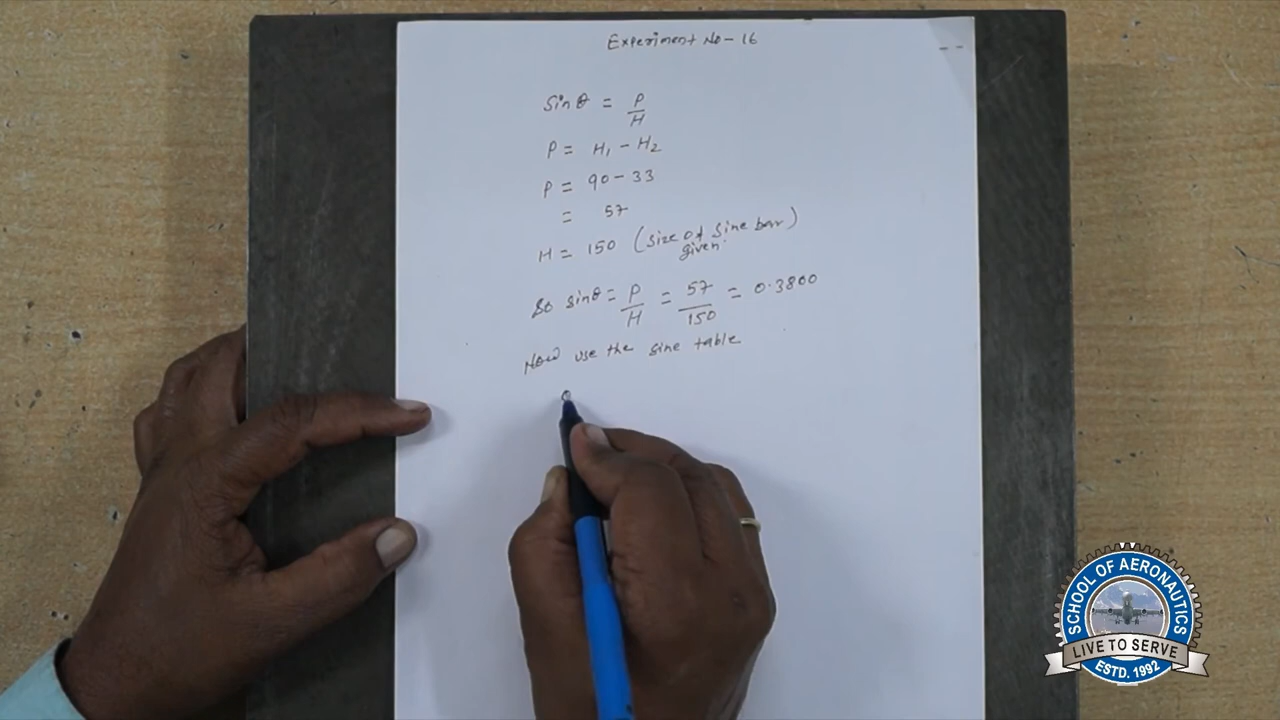 Experiment No - 16
Sin θ = P/H
P = H₁ - H₂
P = 90 - 33
= 57
H = 150 (Size of Sine bar)
given
So sinθ = P/H = 57/150 = 0.3800
Now use the sine table
SCHOOL OF AERONAUTICS
LIVE TO SERVE
ESTD. 1992